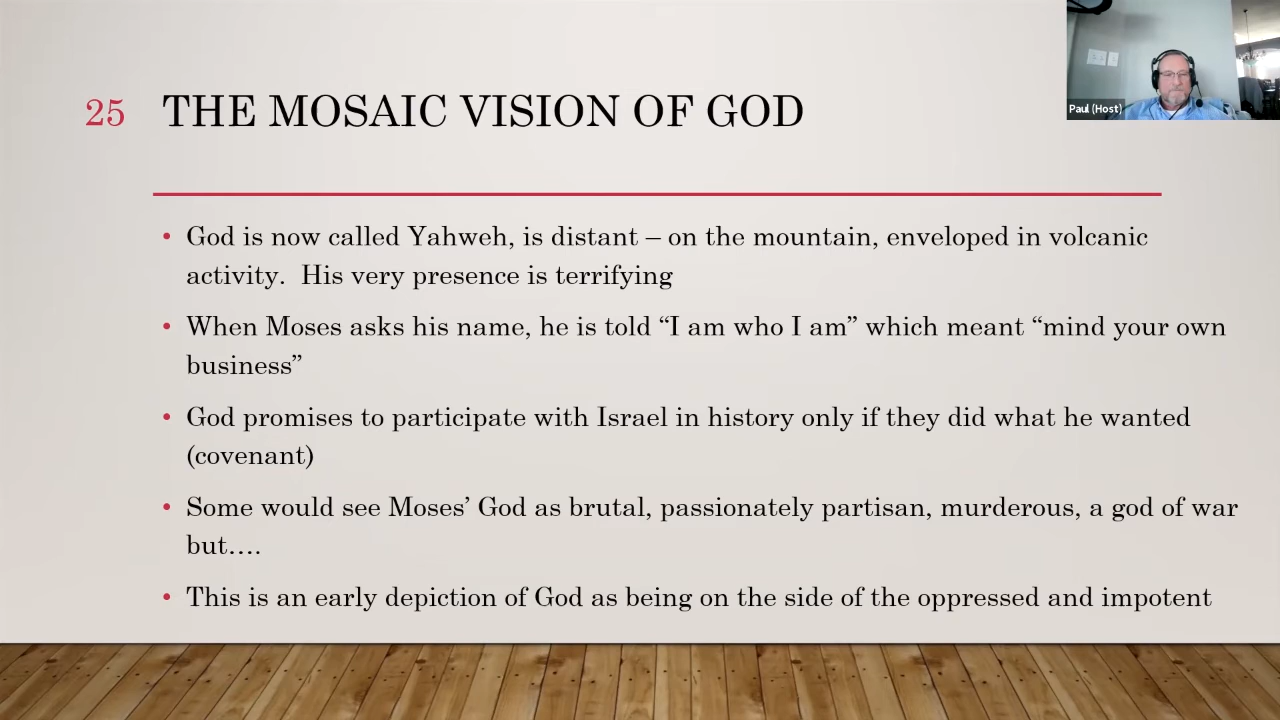 25 THE MOSAIC VISION OF GOD
Paul (Host)
• God is now called Yahweh, is distant – on the mountain, enveloped in volcanic
activity.  His very presence is terrifying
• When Moses asks his name, he is told “I am who I am” which meant “mind your own
business”
• God promises to participate with Israel in history only if they did what he wanted
(covenant)
• Some would see Moses’ God as brutal, passionately partisan, murderous, a god of war
but….
• This is an early depiction of God as being on the side of the oppressed and impotent